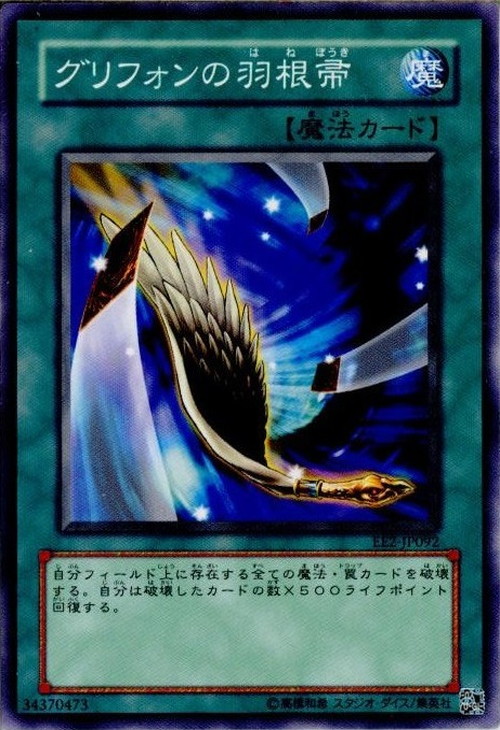 グリフォンの羽根帚
魔
【魔法カード】
EE2-JP092
自分フィールド上に存在する全ての魔法・罠カードを破壊
する。自分は破壊したカードの数×500ライフポイント
回復する。
34370473
©高橋和希 スタジオ・ダイス/集英社